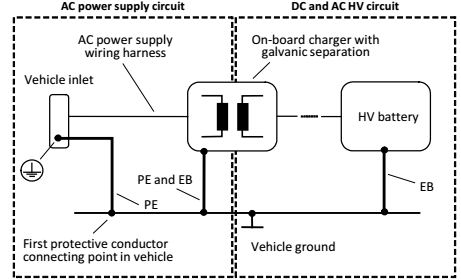 AC power supply circuit
DC and AC HV circuit
AC power supply
wiring harness
On-board charger with
galvanic separation
Vehicle inlet
HV battery
PE and EB
EB
PE
First protective conductor
connecting point in vehicle
Vehicle ground